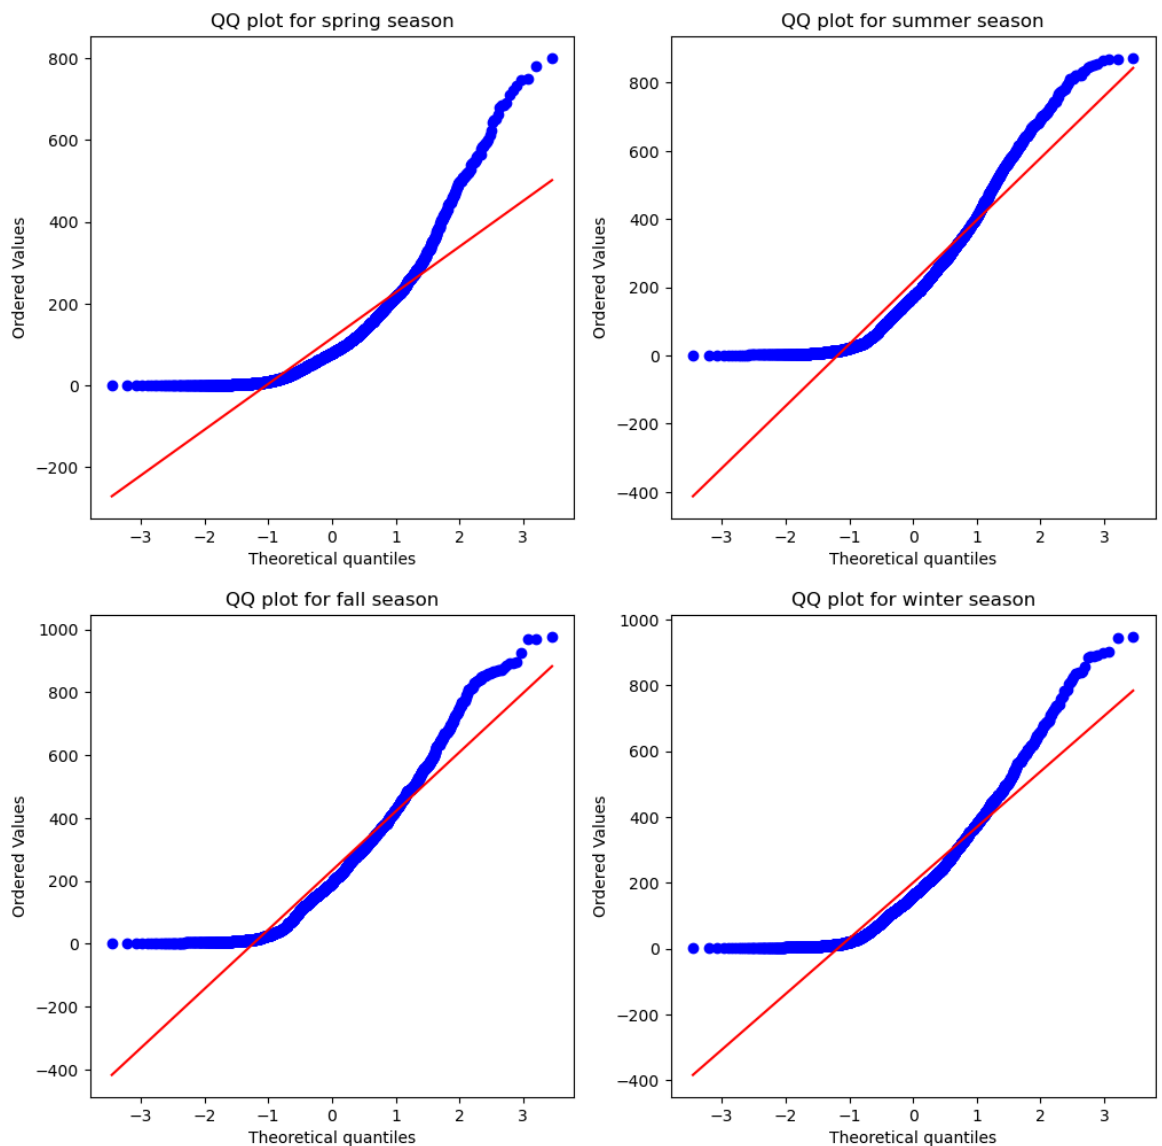 QQ plot for spring season
800
600
400
200
0
−200
Ordered Values
−3 −2 −1 0 1 2 3
Theoretical quantiles
QQ plot for summer season
800
600
400
200
0
−200
−400
Ordered Values
−3 −2 −1 0 1 2 3
Theoretical quantiles
QQ plot for fall season
1000
800
600
400
200
0
−200
−400
Ordered Values
−3 −2 −1 0 1 2 3
Theoretical quantiles
QQ plot for winter season
1000
800
600
400
200
0
−200
−400
Ordered Values
−3 −2 −1 0 1 2 3
Theoretical quantiles